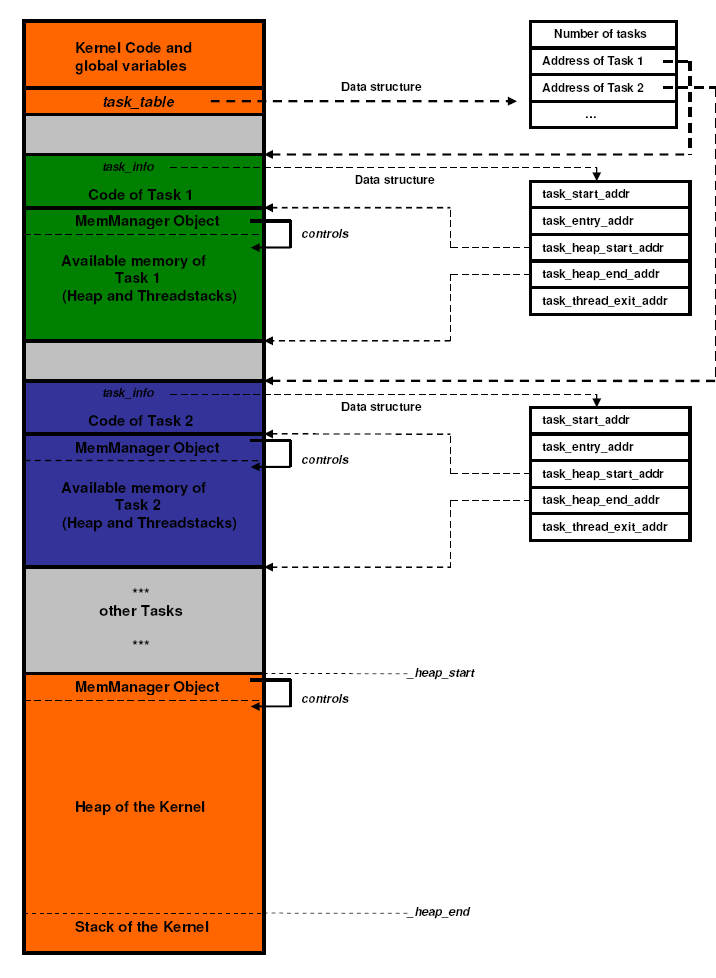 Kernel Code and
global variables
task_table
Data structure
Number of tasks
Address of Task 1
Address of Task 2
...
task_info
Code of Task 1
Data structure
MemManager Object
controls
Available memory of
Task 1
(Heap and Threadstacks)
task_start_addr
task_entry_addr
task_heap_start_addr
task_heap_end_addr
task_thread_exit_addr
task_info
Code of Task 2
Data structure
MemManager Object
controls
Available memory of
Task 2
(Heap and Threadstacks)
task_start_addr
task_entry_addr
task_heap_start_addr
task_heap_end_addr
task_thread_exit_addr
***
other Tasks
***
_heap_start
MemManager Object
controls
Heap of the Kernel
_heap_end
Stack of the Kernel